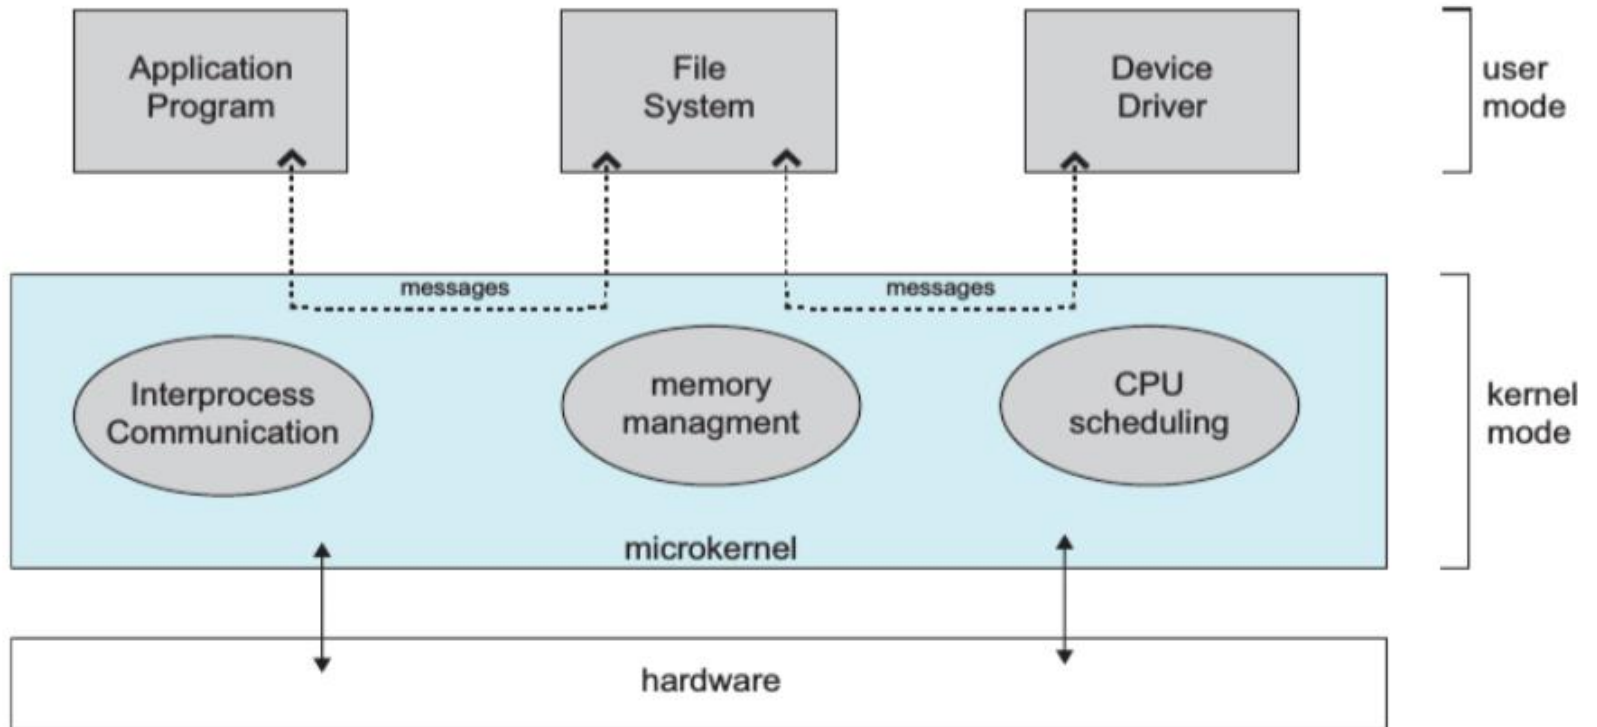 Application
Program
File
System
Device
Driver
user
mode
messages
messages
Interprocess
Communication
memory
managment
CPU
scheduling
kernel
mode
microkernel
hardware